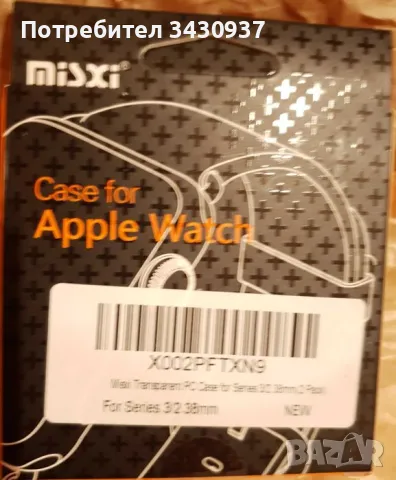 Потребител 3430937
misxi®
Case for
Apple Watch
X002PFTXN9
Misxi Transparent PC Case for Series 3/2 38mm,2 Pack
For Series 3/2 38mm
NEW
BAZAR